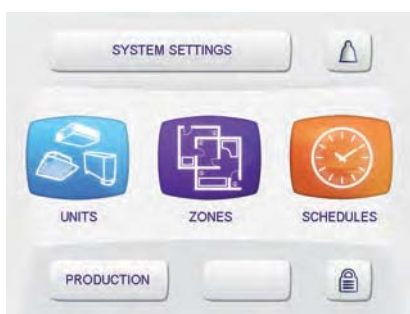 SYSTEM SETTINGS
UNITS
ZONES
SCHEDULES
PRODUCTION